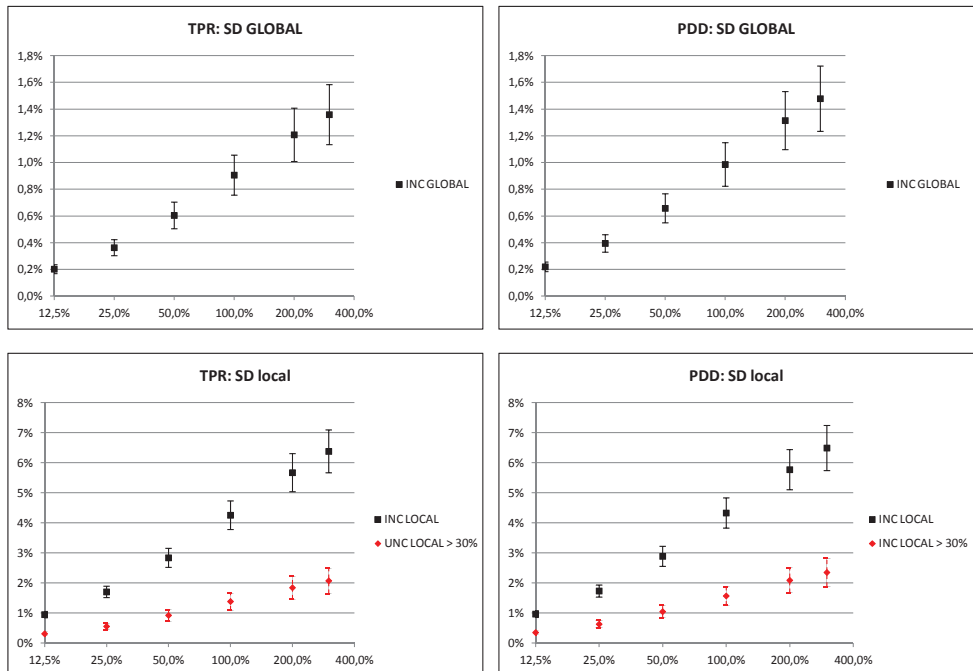 TPR: SD GLOBAL
1,8%
1,6%
1,4%
1,2%
1,0%
0,8%
0,6%
0,4%
0,2%
0,0%
12,5% 25,0% 50,0% 100,0% 200,0% 400,0%
INC GLOBAL
PDD: SD GLOBAL
1,8%
1,6%
1,4%
1,2%
1,0%
0,8%
0,6%
0,4%
0,2%
0,0%
12,5% 25,0% 50,0% 100,0% 200,0% 400,0%
INC GLOBAL
TPR: SD local
8%
7%
6%
5%
4%
3%
2%
1%
0%
12,5% 25,0% 50,0% 100,0% 200,0% 400,0%
INC LOCAL
UNC LOCAL > 30%
PDD: SD local
8%
7%
6%
5%
4%
3%
2%
1%
0%
12,5% 25,0% 50,0% 100,0% 200,0% 400,0%
INC LOCAL
INC LOCAL > 30%